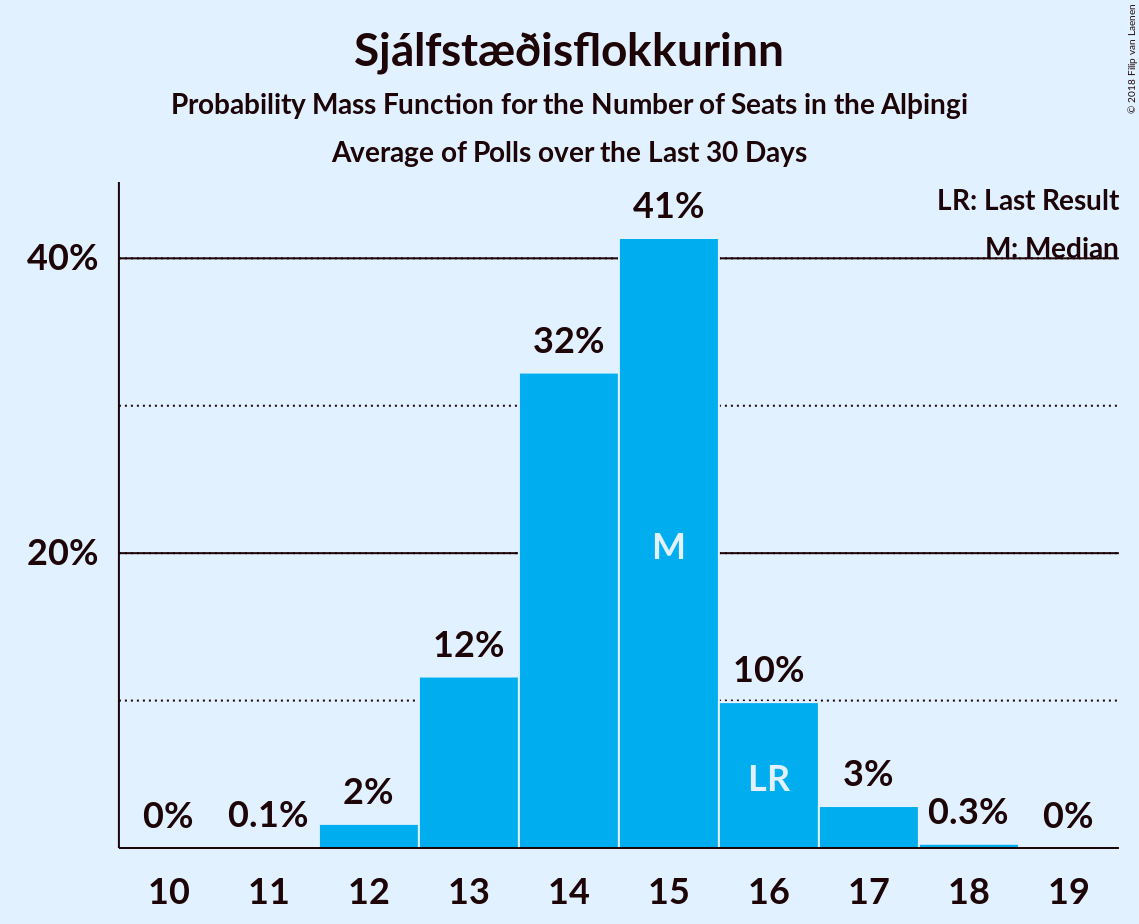 Sjálfstæðisflokkurinn
Probability Mass Function for the Number of Seats in the Alþingi
Average of Polls over the Last 30 Days
© 2018 Filip van Laenen
LR: Last Result
M: Median
40%
20%
0%
0.1%
2%
12%
32%
41%
10%
3%
0.3%
0%
M
LR
10 11 12 13 14 15 16 17 18 19